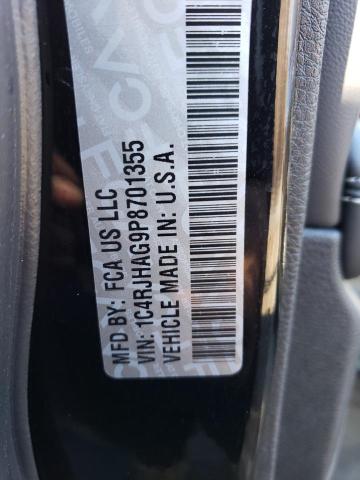 MFD BY: FCA US LLC
VIN: 1C4RJHAG9P8701355
VEHICLE MADE IN: U.S.A.